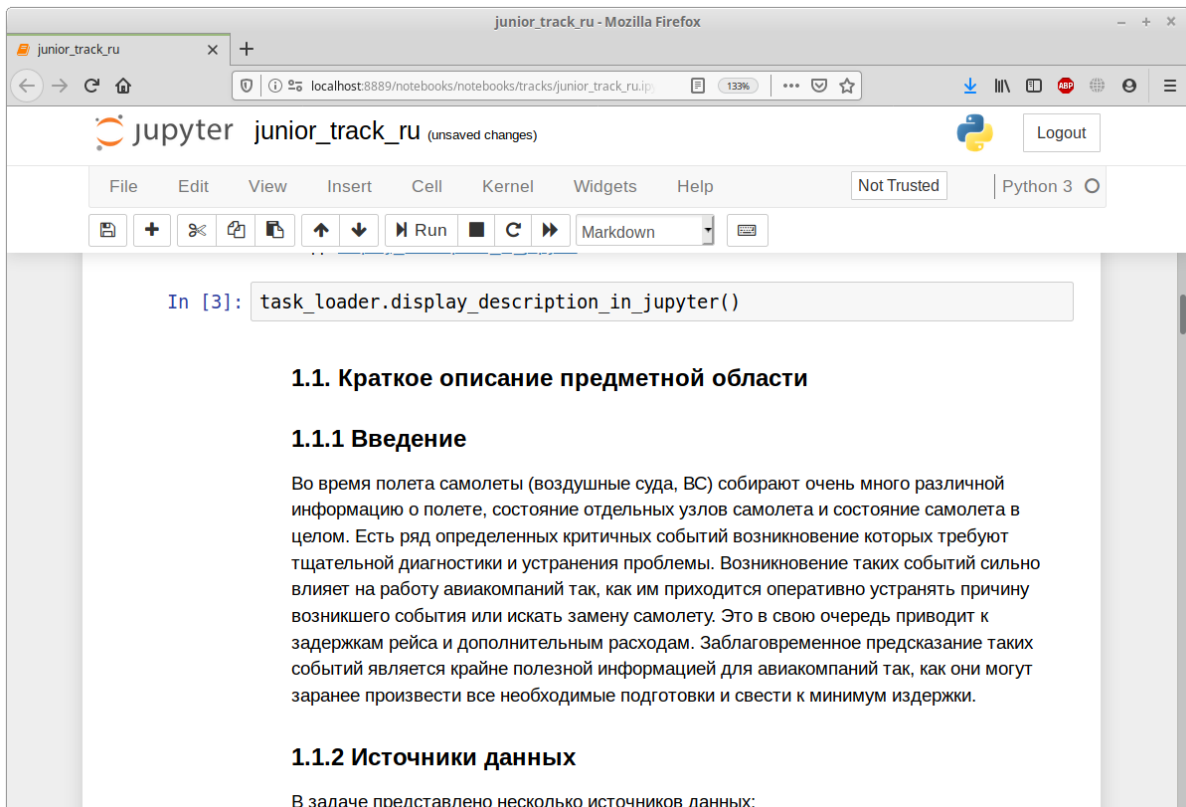 junior_track_ru - Mozilla Firefox
junior_track_ru
localhost:8889/notebooks/notebooks/tracks/junior_track_ru.ip
133%
ABP
jupyter junior_track_ru (unsaved changes)
Logout
File Edit View Insert Cell Kernel Widgets Help Not Trusted Python 3
Run Markdown
In [3]: task_loader.display_description_in_jupyter()
1.1. Краткое описание предметной области
1.1.1 Введение
Во время полета самолеты (воздушные суда, ВС) собирают очень много различной
информацию о полете, состояние отдельных узлов самолета и состояние самолета в
целом. Есть ряд определенных критичных событий возникновение которых требуют
тщательной диагностики и устранения проблемы. Возникновение таких событий сильно
влияет на работу авиакомпаний так, как им приходится оперативно устранять причину
возникшего события или искать замену самолету. Это в свою очередь приводит к
задержкам рейса и дополнительным расходам. Заблаговременное предсказание таких
событий является крайне полезной информацией для авиакомпаний так, как они могут
заранее произвести все необходимые подготовки и свести к минимум издержки.
1.1.2 Источники данных
В задаче представлено несколько источников данных: